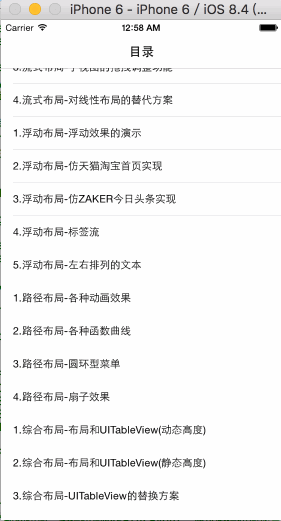 iPhone 6 - iPhone 6 / iOS 8.4 (...
Carrier 12:58 AM
目录
4.流式布局-对线性布局的替代方案
1.浮动布局-浮动效果的演示
2.浮动布局-仿天猫淘宝首页实现
3.浮动布局-仿ZAKER今日头条实现
4.浮动布局-标签流
5.浮动布局-左右排列的文本
1.路径布局-各种动画效果
2.路径布局-各种函数曲线
3.路径布局-圆环型菜单
4.路径布局-扇子效果
1.综合布局-布局和UITableView(动态高度)
2.综合布局-布局和UITableView(静态高度)
3.综合布局-UITableView的替换方案